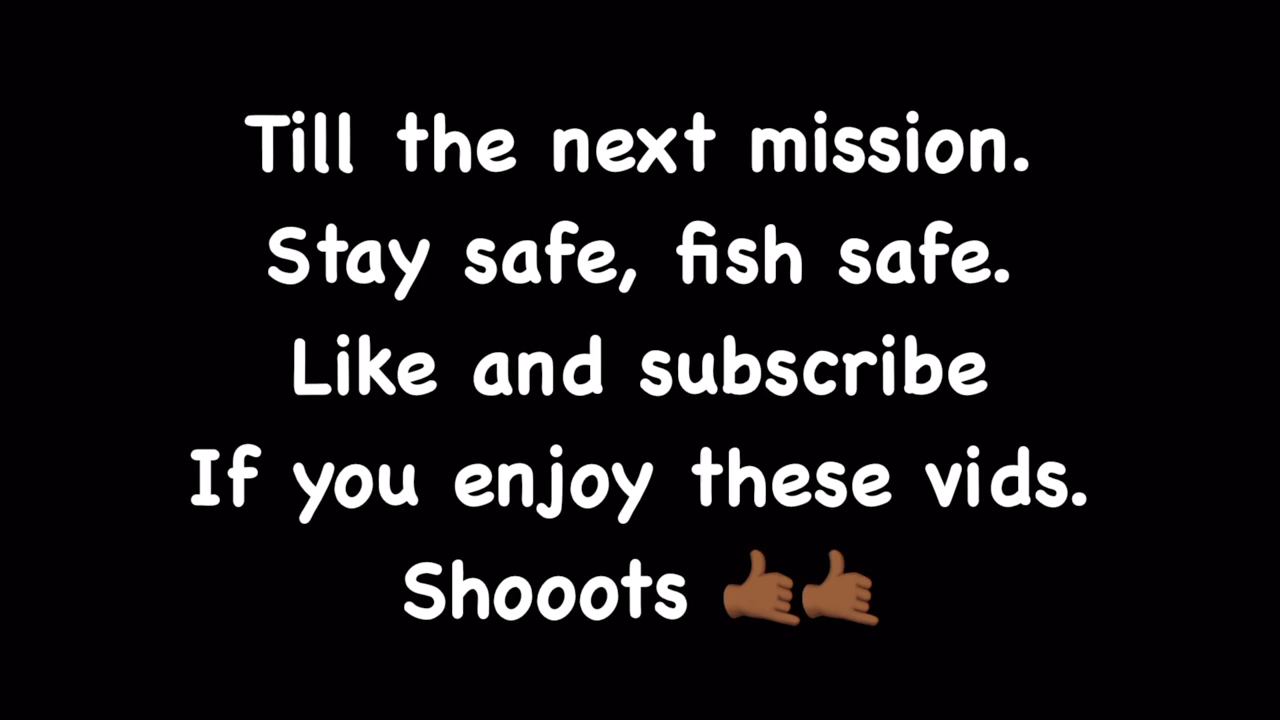 Till the next mission.
Stay safe, fish safe.
Like and subscribe
If you enjoy these vids.
Shooots 🤙🏾🤙🏾